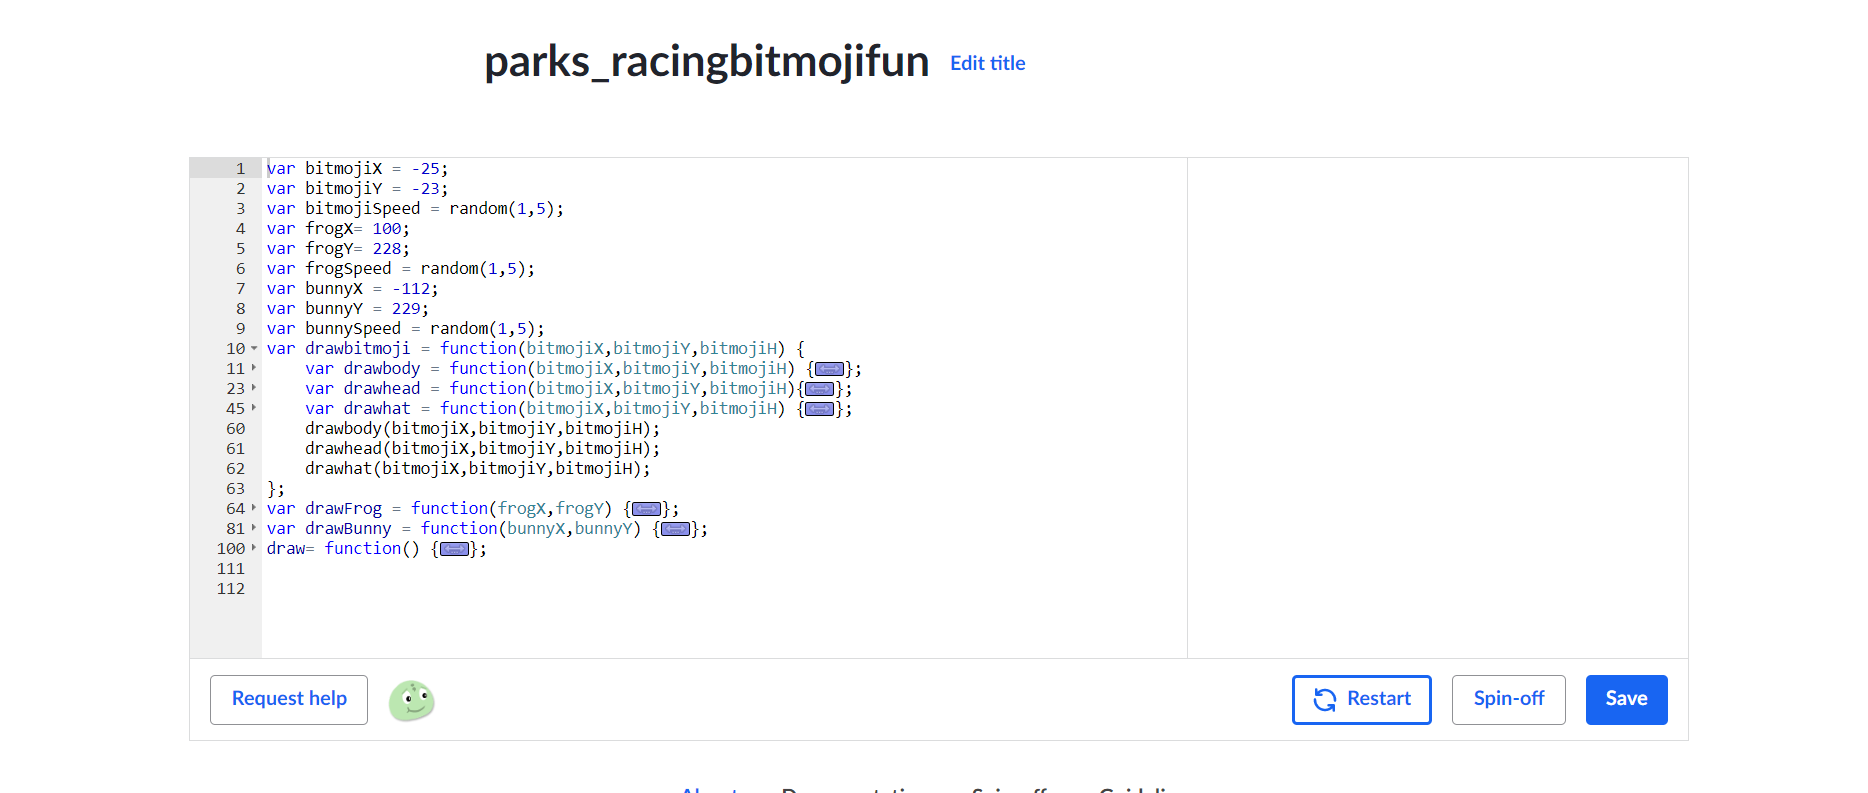 parks_racingbitmojifun Edit title
1 var bitmojiX = -25;
2 var bitmojiY = -23;
3 var bitmojiSpeed = random(1,5);
4 var frogX= 100;
5 var frogY= 228;
6 var frogSpeed = random(1,5);
7 var bunnyX = -112;
8 var bunnyY = 229;
9 var bunnySpeed = random(1,5);
10 var drawbitmoji = function(bitmojiX,bitmojiY,bitmojiH) {
11 var drawbody = function(bitmojiX,bitmojiY,bitmojiH) {};
23 var drawhead = function(bitmojiX,bitmojiY,bitmojiH){};
45 var drawhat = function(bitmojiX,bitmojiY,bitmojiH) {};
60 drawbody(bitmojiX,bitmojiY,bitmojiH);
61 drawhead(bitmojiX,bitmojiY,bitmojiH);
62 drawhat(bitmojiX,bitmojiY,bitmojiH);
63 };
64 var drawFrog = function(frogX,frogY) {};
81 var drawBunny = function(bunnyX,bunnyY) {};
100 draw= function() {};
111
112
Request help Restart Spin-off Save